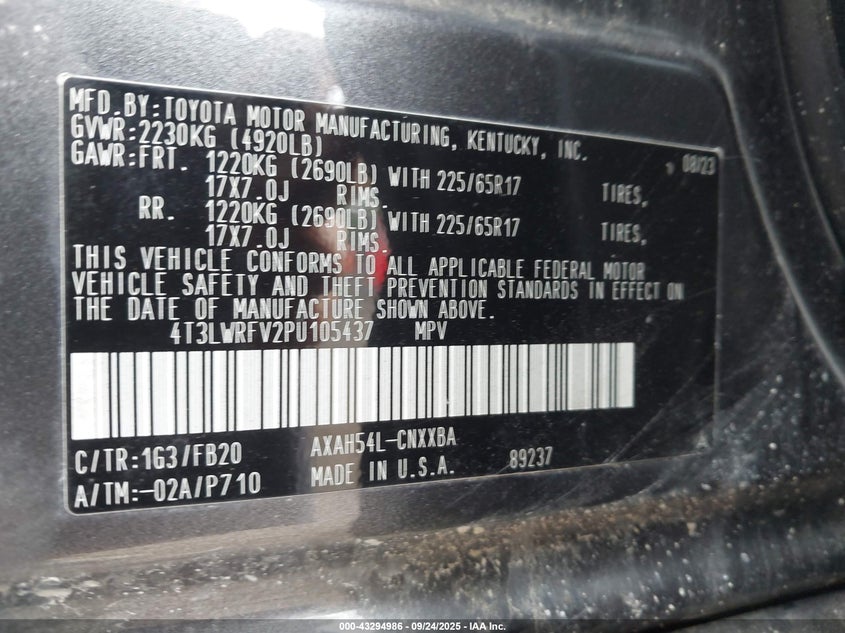 MFD.BY:TOYOTA MOTOR MANUFACTURING, KENTUCKY, INC.
GVWR:2230KG (4920LB) 08/23
GAWR:FRT. 1220KG (2690LB) WITH 225/65R17 TIRES,
17X7.0J RIMS.
RR. 1220KG (2690LB) WITH 225/65R17 TIRES,
17X7.0J RIMS.
THIS VEHICLE CONFORMS TO ALL APPLICABLE FEDERAL MOTOR
VEHICLE SAFETY AND THEFT PREVENTION STANDARDS IN EFFECT ON
THE DATE OF MANUFACTURE SHOWN ABOVE.
4T3LWRFV2PU105437 MPV
C/TR:1G3/FB20 AXAH54L-CNXXBA
A/TM:-02A/P710 MADE IN U.S.A. 89237
000-43294986 - 09/24/2025 - IAA Inc.